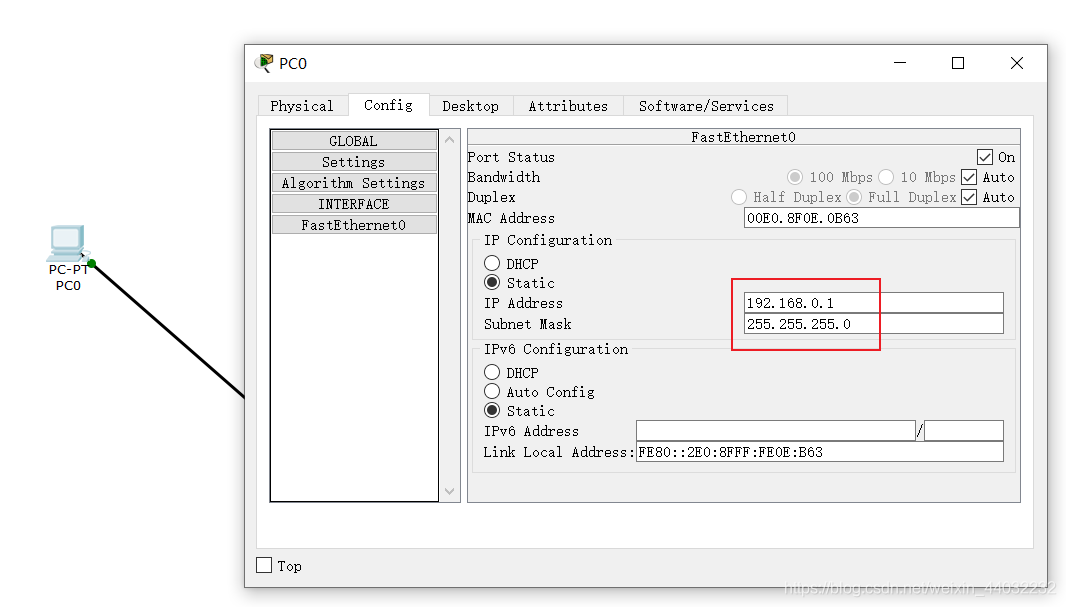 PC0
Physical Config Desktop Attributes Software/Services
GLOBAL
Settings
Algorithm Settings
INTERFACE
FastEthernet0
FastEthernet0
Port Status On
Bandwidth 100 Mbps 10 Mbps Auto
Duplex Half Duplex Full Duplex Auto
MAC Address 00E0.8F0E.0B63
IP Configuration
DHCP
Static
IP Address 192.168.0.1
Subnet Mask 255.255.255.0
IPv6 Configuration
DHCP
Auto Config
Static
IPv6 Address /
Link Local Address: FE80::2E0:8FFF:FE0E:B63
Top
PC-PT
PC0
https://blog.csdn.net/weixin_44032232